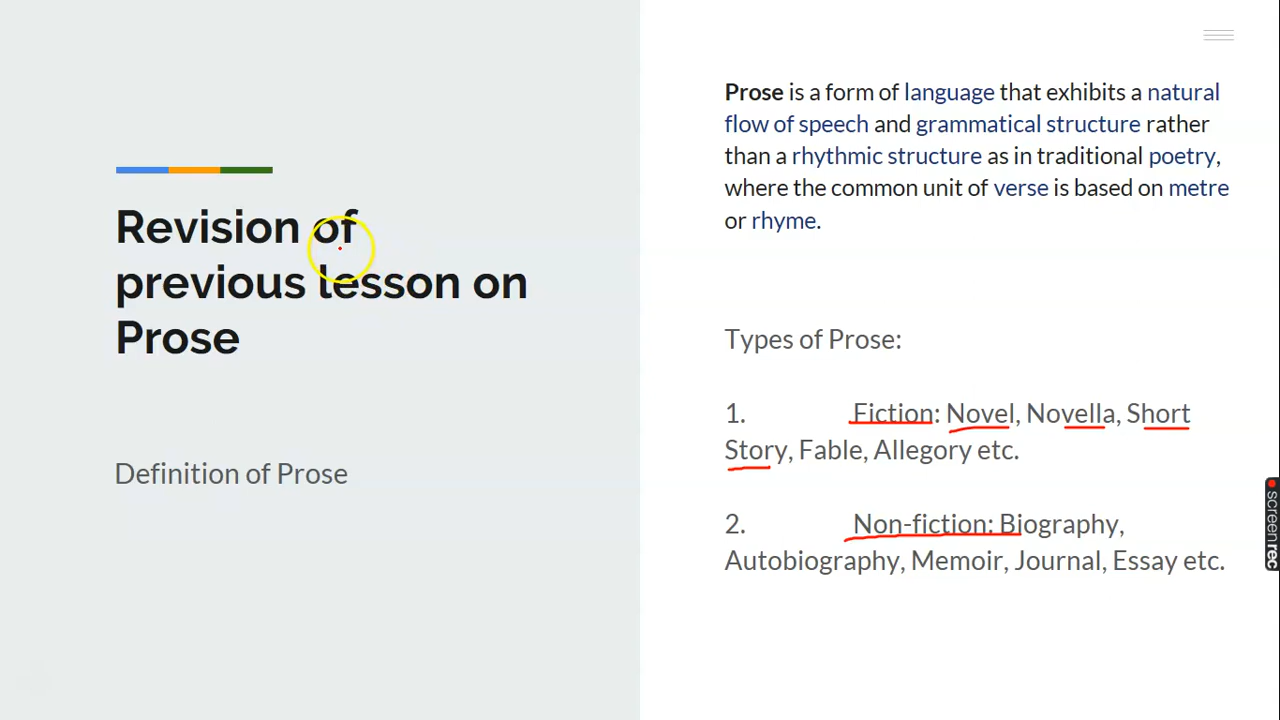 Revision of
previous lesson on
Prose
Definition of Prose
Prose is a form of language that exhibits a natural
flow of speech and grammatical structure rather
than a rhythmic structure as in traditional poetry,
where the common unit of verse is based on metre
or rhyme.
Types of Prose:
1. Fiction: Novel, Novella, Short
Story, Fable, Allegory etc.
2. Non-fiction: Biography,
Autobiography, Memoir, Journal, Essay etc.
screenrec